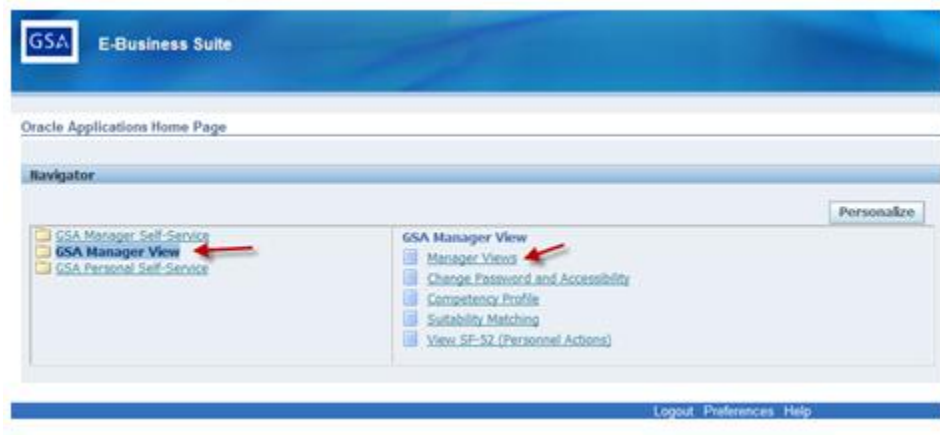 GSA E-Business Suite
Oracle Applications Home Page
Navigator
Personalize
GSA Manager Self-Service
GSA Manager View
GSA Personal Self-Service
GSA Manager View
Manager Views
Change Password and Accessibility
Competency Profile
Suitability Matching
View SF-52 (Personnel Actions)
Logout Preferences Help